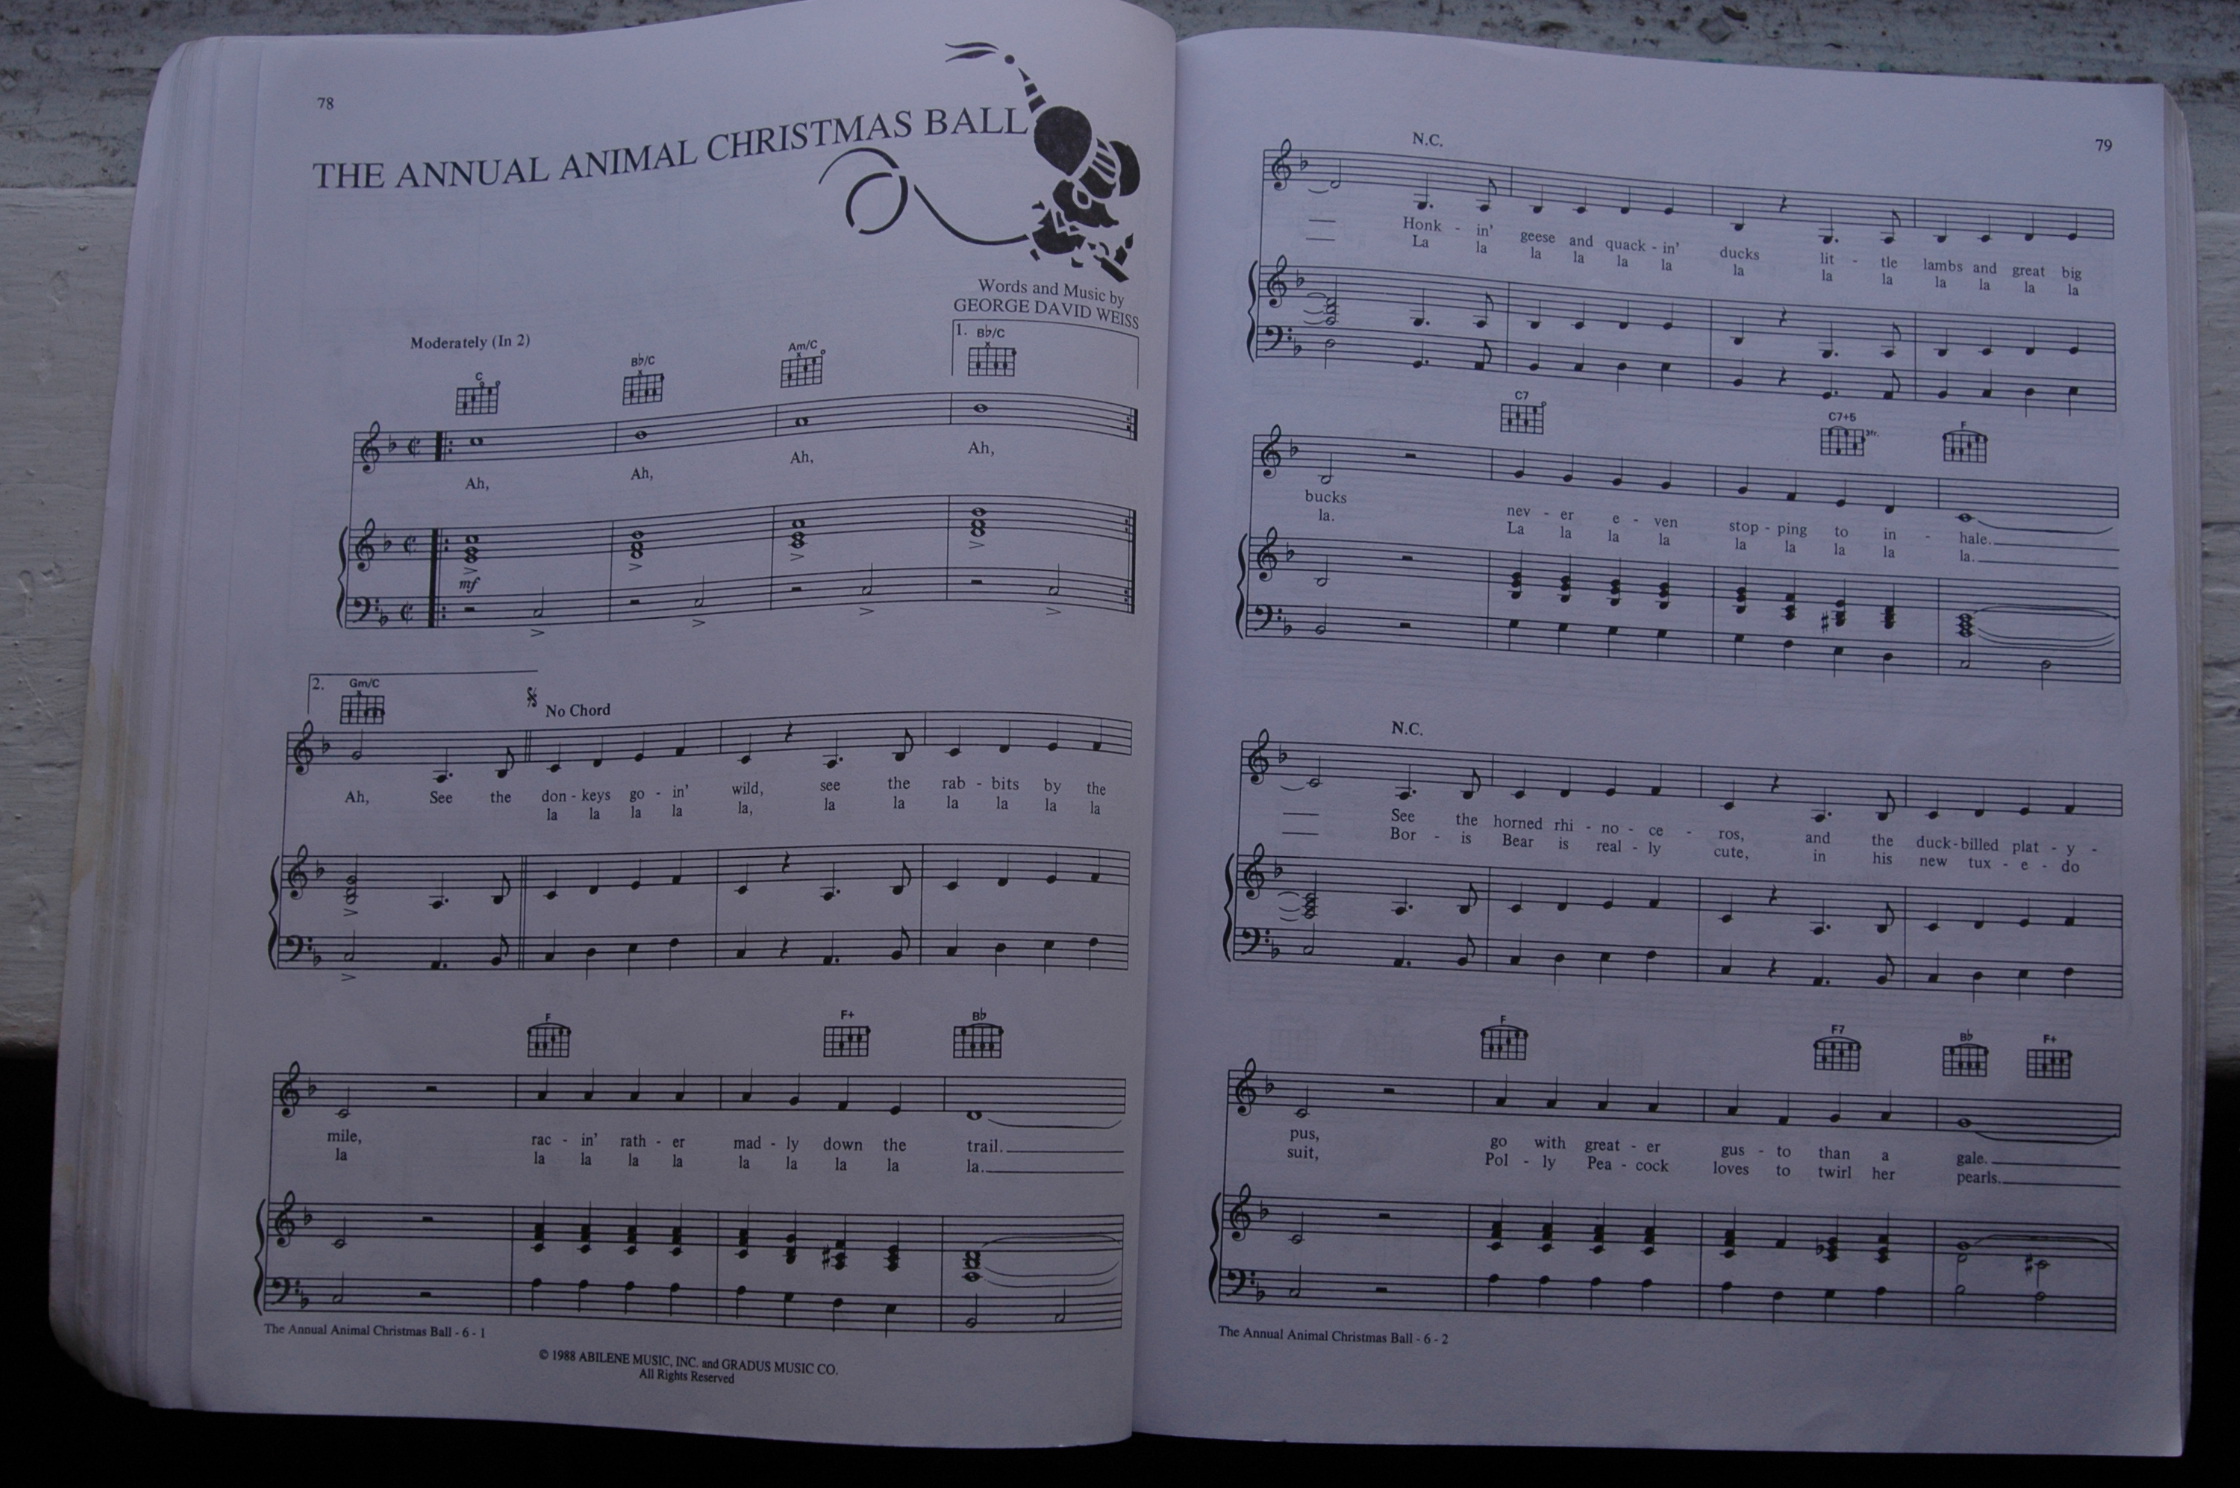 78
THE ANNUAL ANIMAL CHRISTMAS BALL
Words and Music by
GEORGE DAVID WEISS
Moderately (In 2)
C B♭/C Am/C 1. B♭/C
Ah, Ah, Ah, Ah,
mf
2. Gm/C No Chord
Ah, See the don - keys go - in' wild, see the rab - bits by the
la la la la la, la la la la la la
F F+ B♭
mile, rac - in' rath - er mad - ly down the trail.
la la la la la la la la la la.
The Annual Animal Christmas Ball - 6 - 1
© 1988 ABILENE MUSIC, INC. and GRADUS MUSIC CO.
All Rights Reserved
79
N.C.
Honk - in' geese and quack - in' ducks lit - tle lambs and great big
La la la la la la la la la la la la la
C7 C7+5 3fr. F
bucks nev - er e - ven stop - ping to in - hale.
la. La la la la la la la la la.
N.C.
See the horned rhi - no - ce - ros, and the duck - billed plat - y -
Bor - is Bear is real - ly cute, in his new tux - e - do
F F7 B♭ F+
pus, go with great - er gus - to than a gale.
suit, Pol - ly Pea - cock loves to twirl her pearls.
The Annual Animal Christmas Ball - 6 - 2